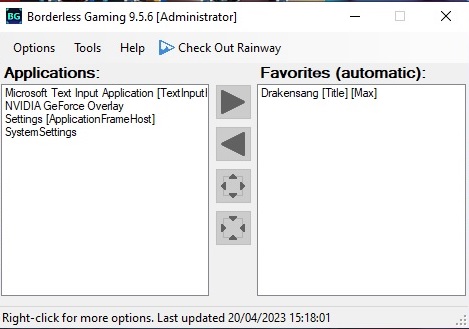 BG Borderless Gaming 9.5.6 [Administrator]
Options Tools Help Check Out Rainway
Applications:
Microsoft Text Input Application [TextInputI
NVIDIA GeForce Overlay
Settings [ApplicationFrameHost]
SystemSettings
Favorites (automatic):
Drakensang [Title] [Max]
Right-click for more options. Last updated 20/04/2023 15:18:01